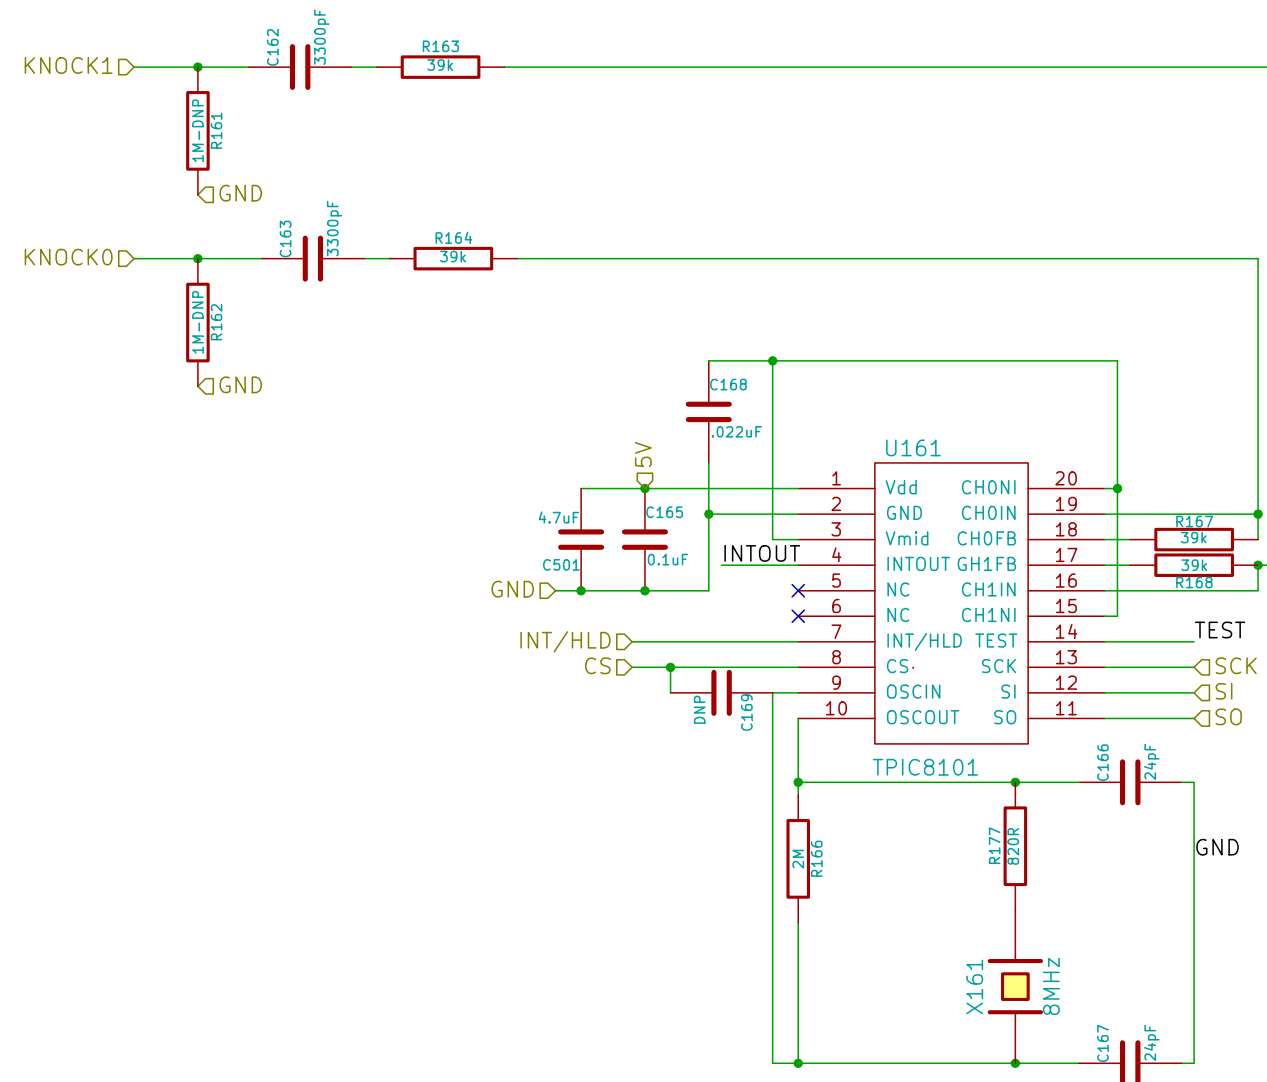 KNOCK1
C162
3300pF
R163
39k
1M-DNP
R161
GND
KNOCK0
C163
3300pF
R164
39k
1M-DNP
R162
GND
C168
.022uF
5V
4.7uF
C501
C165
0.1uF
GND
INTOUT
INT/HLD
CS
DNP
C169
U161
1 Vdd CH0NI 20
2 GND CH0IN 19
3 Vmid CH0FB 18
4 INTOUT GH1FB 17
5 NC CH1IN 16
6 NC CH1NI 15
7 INT/HLD TEST 14
8 CS. SCK 13
9 OSCIN SI 12
10 OSCOUT SO 11
TPIC8101
R167
39k
39k
R168
TEST
SCK
SI
SO
C166
24pF
2M
R166
R177
820R
GND
X161
8MHz
C167
24pF